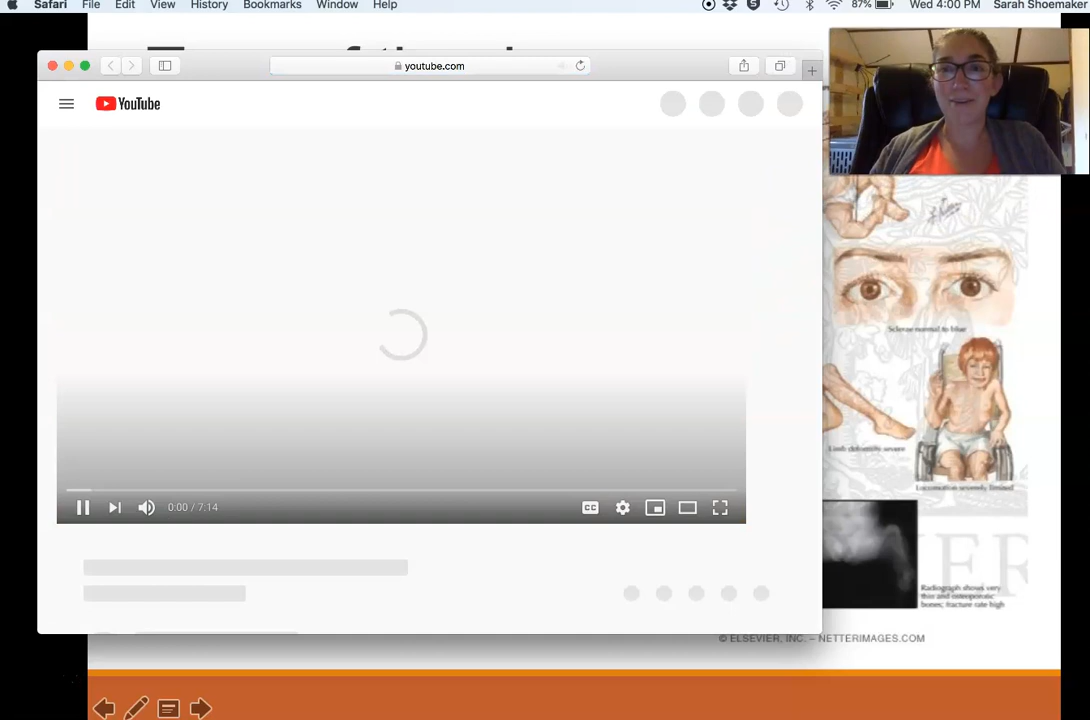 Safari File Edit View History Bookmarks Window Help 87% Wed 4:00 PM Sarah Shoemaker
youtube.com
YouTube
Sclerae normal to blue
Limb deformity severe
Locomotion severely limited
0:00 / 7:14
CC
Radiograph shows very
thin and osteoporotic
bones; fracture rate high
© ELSEVIER, INC. – NETTERIMAGES.COM